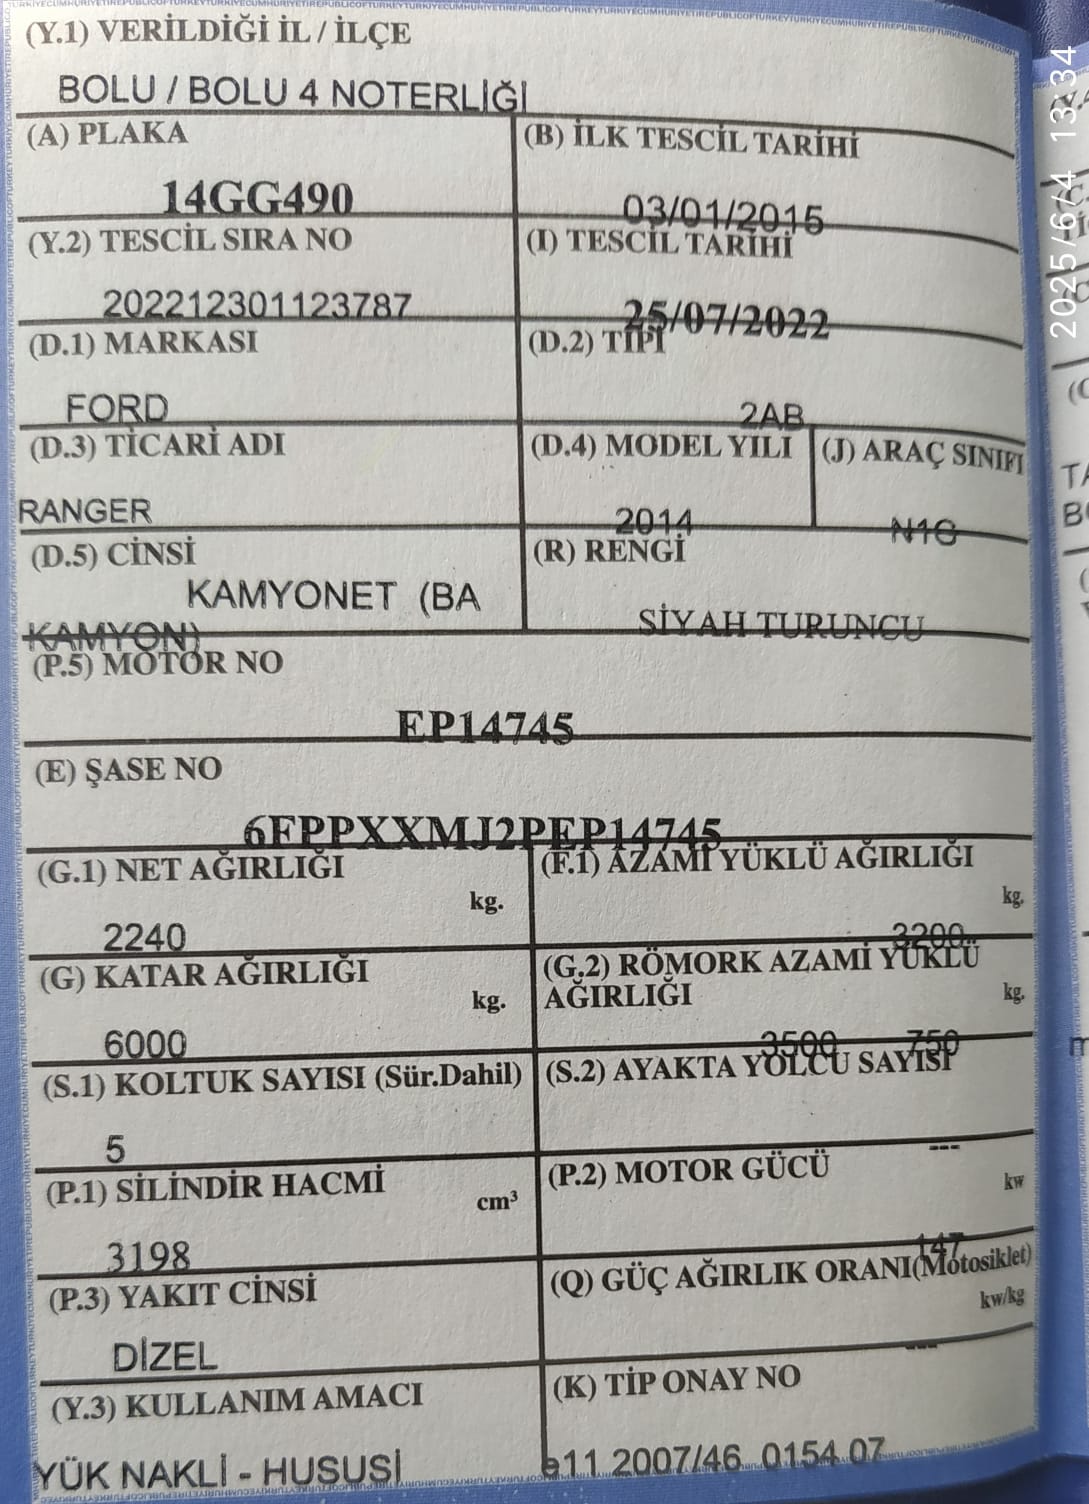 (Y.1) VERİLDİĞİ İL / İLÇE
BOLU / BOLU 4 NOTERLİĞİ
(A) PLAKA
14GG490
(B) İLK TESCİL TARİHİ
03/01/2015
(Y.2) TESCİL SIRA NO
202212301123787
(I) TESCİL TARİHİ
25/07/2022
(D.1) MARKASI
FORD
(D.2) TİPİ
2AB
(D.3) TİCARİ ADI
RANGER
(D.4) MODEL YILI
2014
(J) ARAÇ SINIFI
N1G
(D.5) CİNSİ
KAMYONET (BA
KAMYON)
(R) RENGİ
SİYAH TURUNCU
(P.5) MOTOR NO
EP14745
(E) ŞASE NO
6FPPXXMJ2PEP14745
(G.1) NET AĞIRLIĞI
kg.
2240
(F.1) AZAMİ YÜKLÜ AĞIRLIĞI
kg.
3200
(G) KATAR AĞIRLIĞI
kg.
6000
(G.2) RÖMORK AZAMİ YÜKLÜ
AĞIRLIĞI
kg.
3500 750
(S.1) KOLTUK SAYISI (Sür.Dahil)
5
(S.2) AYAKTA YOLCU SAYISI
---
(P.1) SİLİNDİR HACMİ
cm³
3198
(P.2) MOTOR GÜCÜ
kw
147
(P.3) YAKIT CİNSİ
DİZEL
(Q) GÜÇ AĞIRLIK ORANI(Motosiklet)
kw/kg
---
(Y.3) KULLANIM AMACI
YÜK NAKLİ - HUSUSİ
(K) TİP ONAY NO
e11 2007/46 0154 07
2025/6/4 13:34